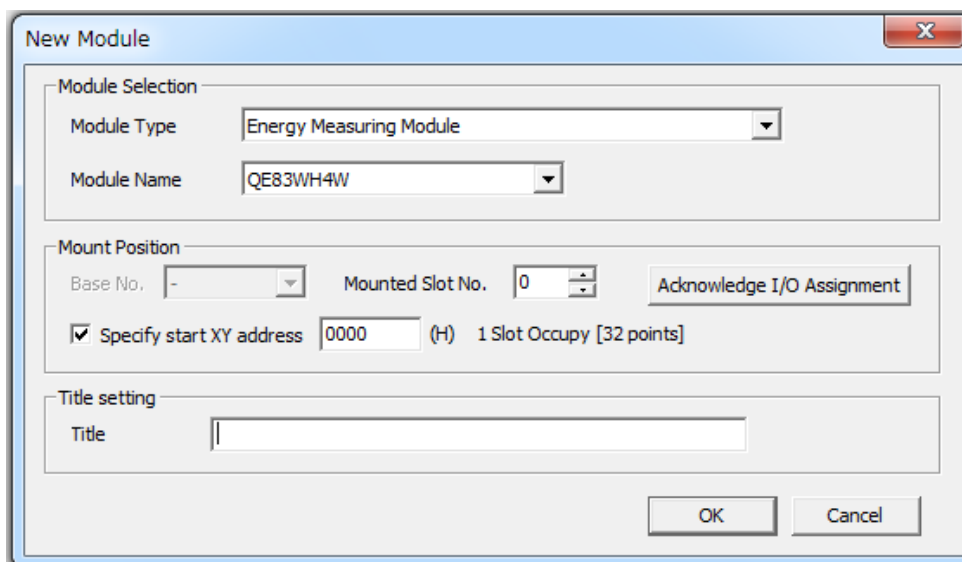 New Module
Module Selection
Module Type Energy Measuring Module
Module Name QE83WH4W
Mount Position
Base No. - Mounted Slot No. 0 Acknowledge I/O Assignment
Specify start XY address 0000 (H) 1 Slot Occupy [32 points]
Title setting
Title
OK Cancel